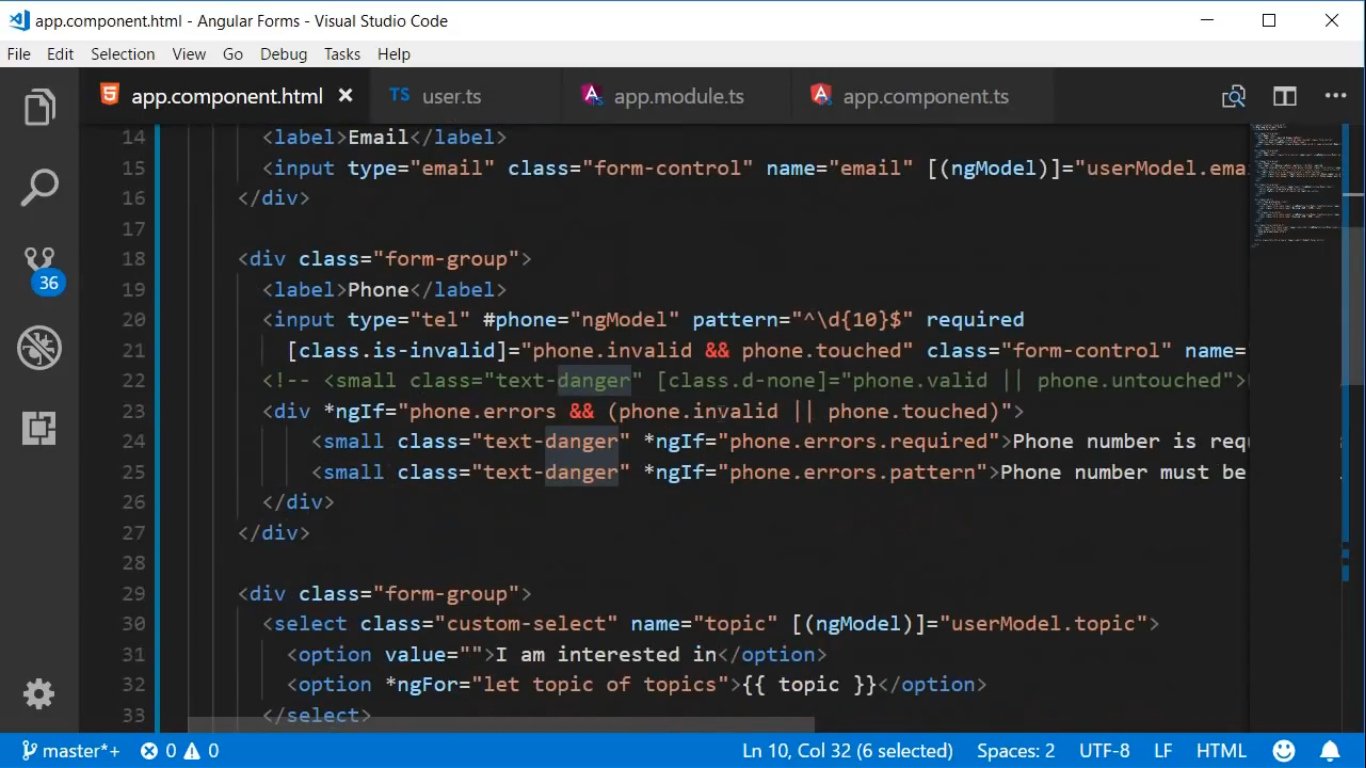 app.component.html - Angular Forms - Visual Studio Code
File Edit Selection View Go Debug Tasks Help
app.component.html TS user.ts app.module.ts app.component.ts
14 <label>Email</label>
15 <input type="email" class="form-control" name="email" [(ngModel)]="userModel.ema
16 </div>
17
18 <div class="form-group">
19 <label>Phone</label>
20 <input type="tel" #phone="ngModel" pattern="^\d{10}$" required
21 [class.is-invalid]="phone.invalid && phone.touched" class="form-control" name="
22 <!-- <small class="text-danger" [class.d-none]="phone.valid || phone.untouched">
23 <div *ngIf="phone.errors && (phone.invalid || phone.touched)">
24 <small class="text-danger" *ngIf="phone.errors.required">Phone number is req
25 <small class="text-danger" *ngIf="phone.errors.pattern">Phone number must be
26 </div>
27 </div>
28
29 <div class="form-group">
30 <select class="custom-select" name="topic" [(ngModel)]="userModel.topic">
31 <option value="">I am interested in</option>
32 <option *ngFor="let topic of topics">{{ topic }}</option>
33 </select>
36
master*+ 0 0 Ln 10, Col 32 (6 selected) Spaces: 2 UTF-8 LF HTML